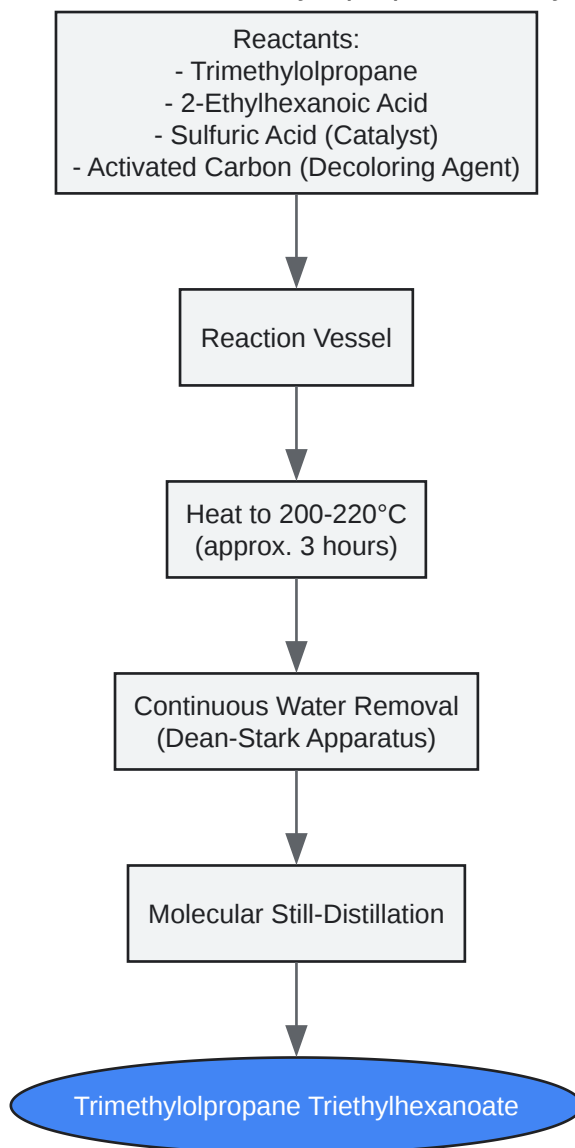 Reactants:
- Trimethylolpropane
- 2-Ethylhexanoic Acid
- Sulfuric Acid (Catalyst)
- Activated Carbon (Decoloring Agent)
Reaction Vessel
Heat to 200-220°C
(approx. 3 hours)
Continuous Water Removal
(Dean-Stark Apparatus)
Molecular Still-Distillation
Trimethylolpropane Triethylhexanoate